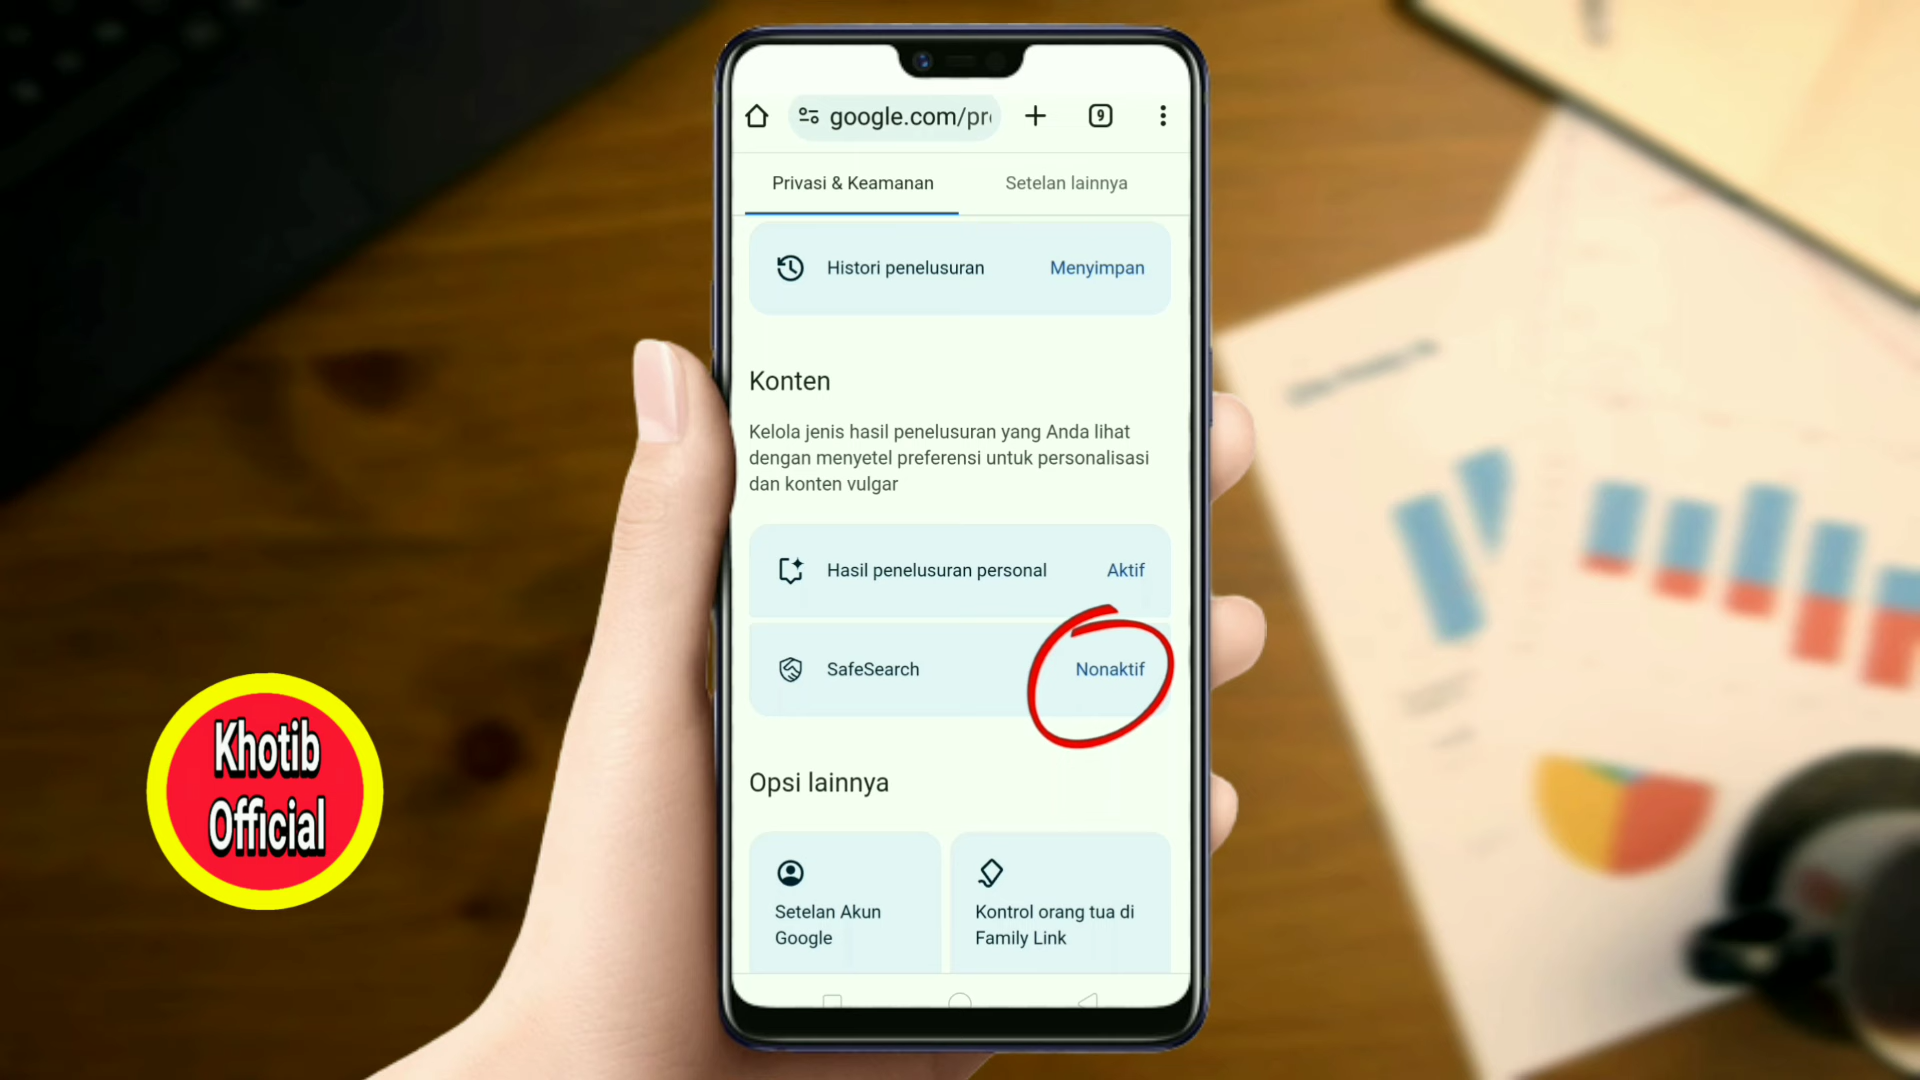 google.com/pr
9
Privasi & Keamanan
Setelan lainnya
Histori penelusuran
Menyimpan
Konten
Kelola jenis hasil penelusuran yang Anda lihat
dengan menyetel preferensi untuk personalisasi
dan konten vulgar
Hasil penelusuran personal
Aktif
SafeSearch
Nonaktif
Opsi lainnya
Setelan Akun
Google
Kontrol orang tua di
Family Link
Khotib
Official